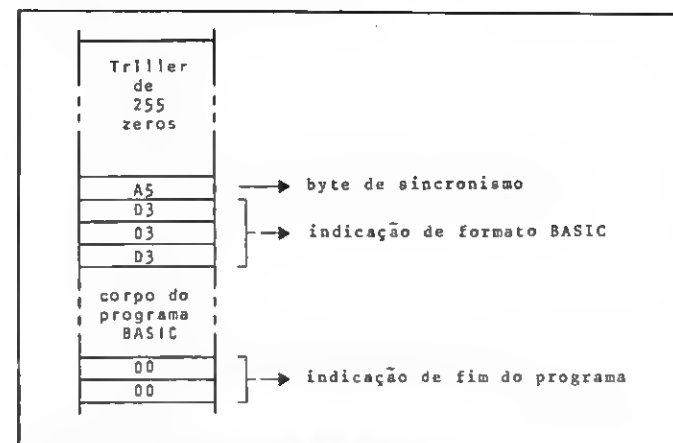 Triller
de
255
zeros
A5 byte de sincronismo
D3
D3 indicação de formato BASIC
D3
corpo do
programa
BASIC
00
00 indicação de fim do programa